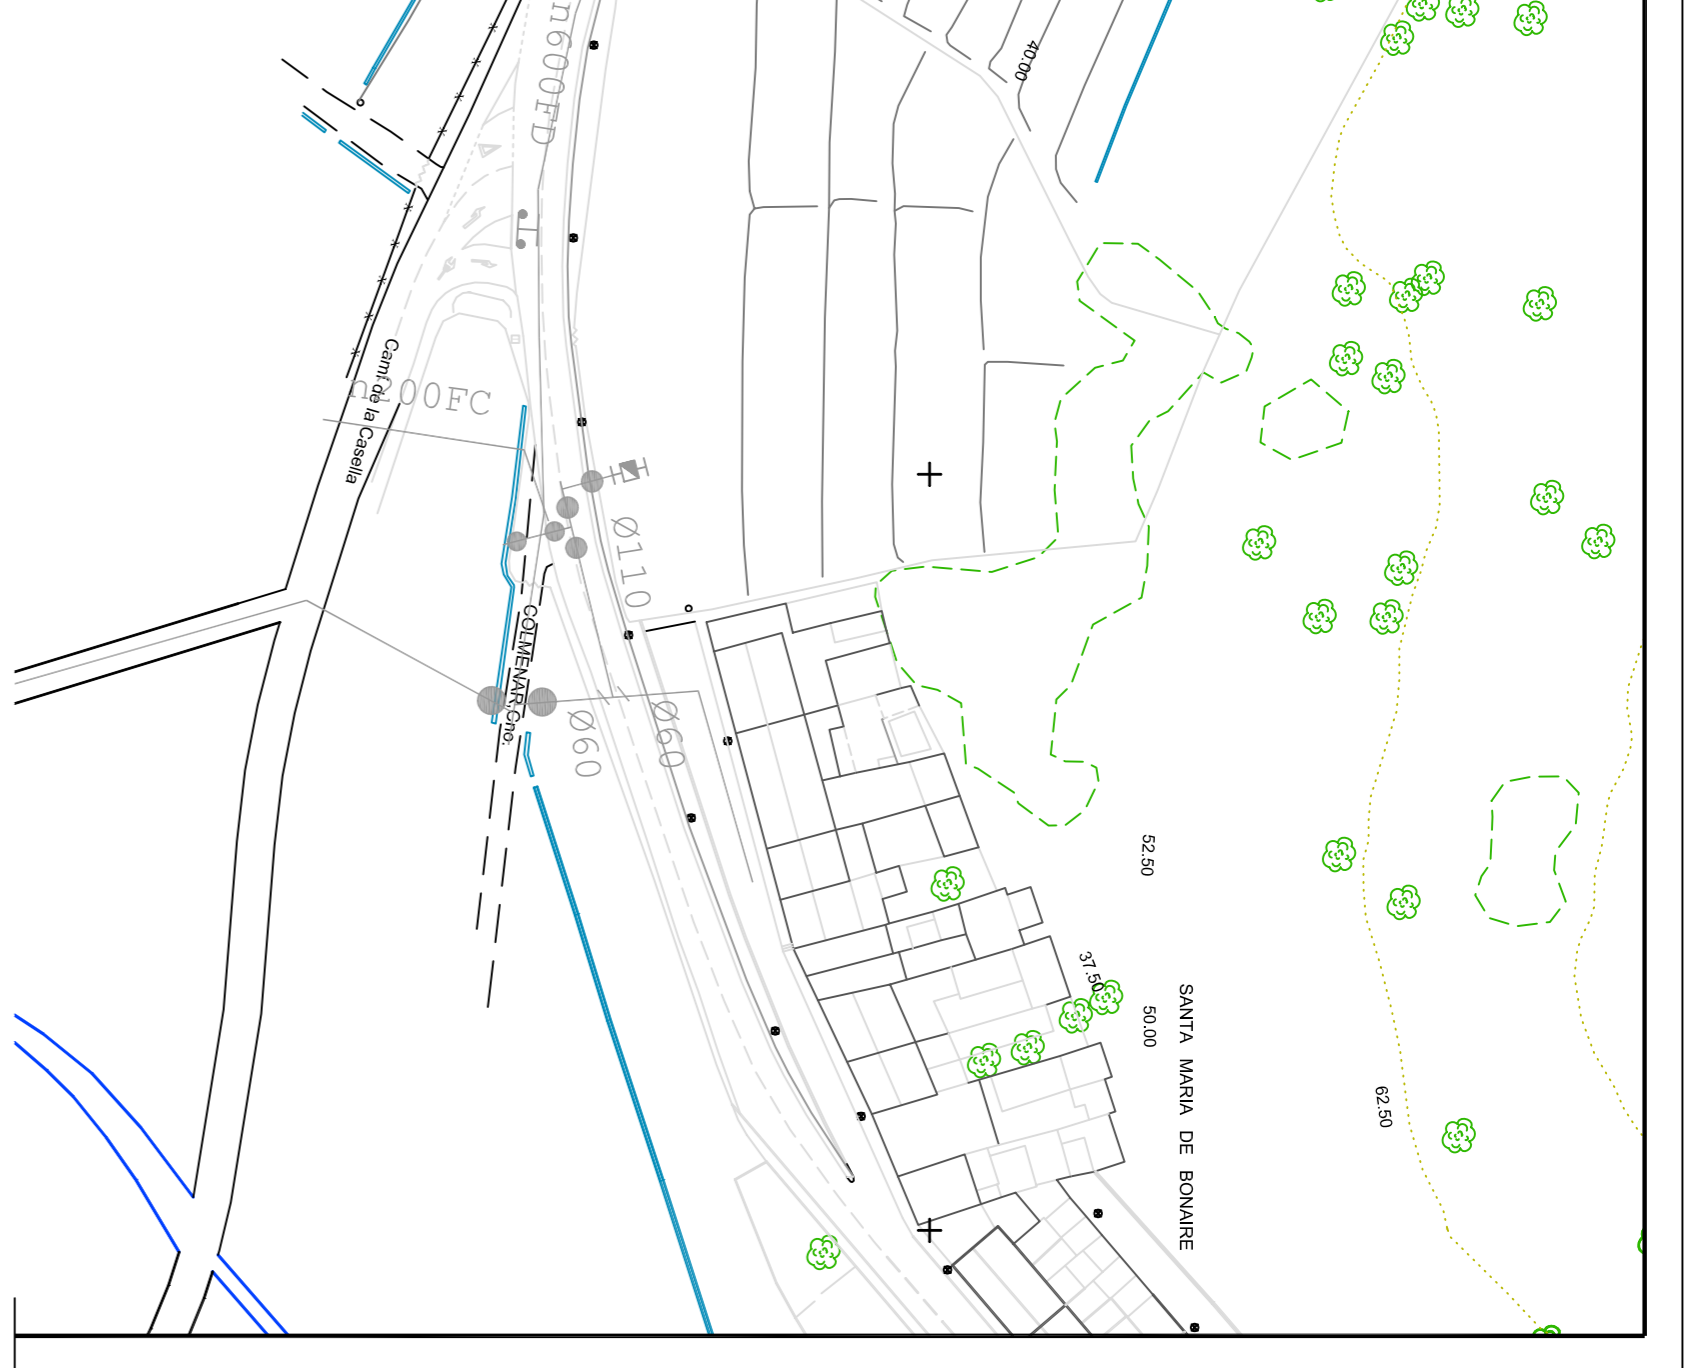 n600FD
40.00
Camí de la Casella
n200FC
Ø110
COLMENAR, Cno.
Ø60
Ø60
52.50
37.50
50.00
SANTA MARIA DE BONAIRE
62.50